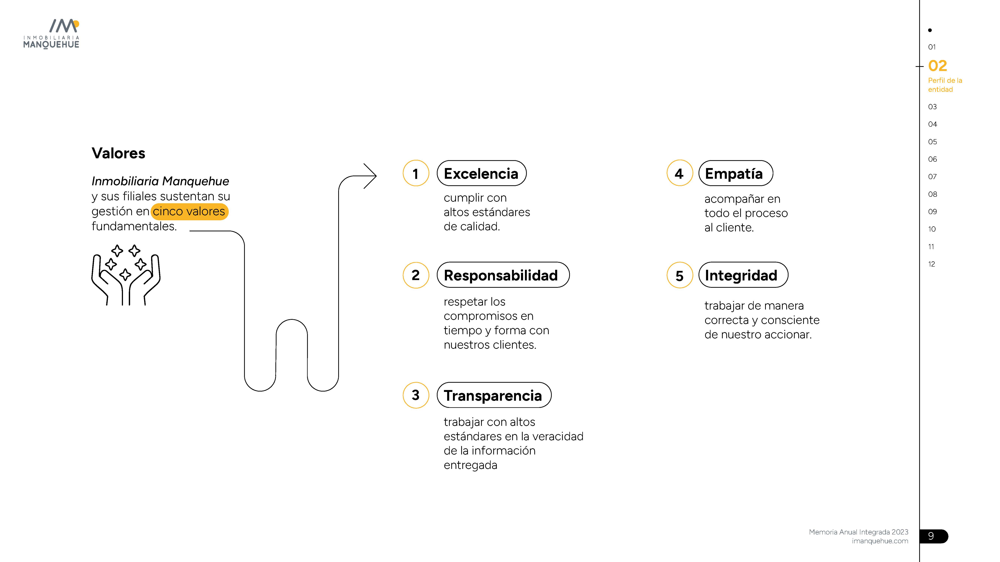 INMOBILIARIA
MANQUEHUE
Valores
Inmobiliaria Manquehue
y sus filiales sustentan su
gestión en cinco valores
fundamentales.
1
Excelencia
cumplir con
altos estándares
de calidad.
2
Responsabilidad
respetar los
compromisos en
tiempo y forma con
nuestros clientes.
3
Transparencia
trabajar con altos
estándares en la veracidad
de la información
entregada
4
Empatía
acompañar en
todo el proceso
al cliente.
5
Integridad
trabajar de manera
correcta y consciente
de nuestro accionar.
01
02
Perfil de la
entidad
03
04
05
06
07
08
09
10
11
12
Memoria Anual Integrada 2023
imanquehue.com
9